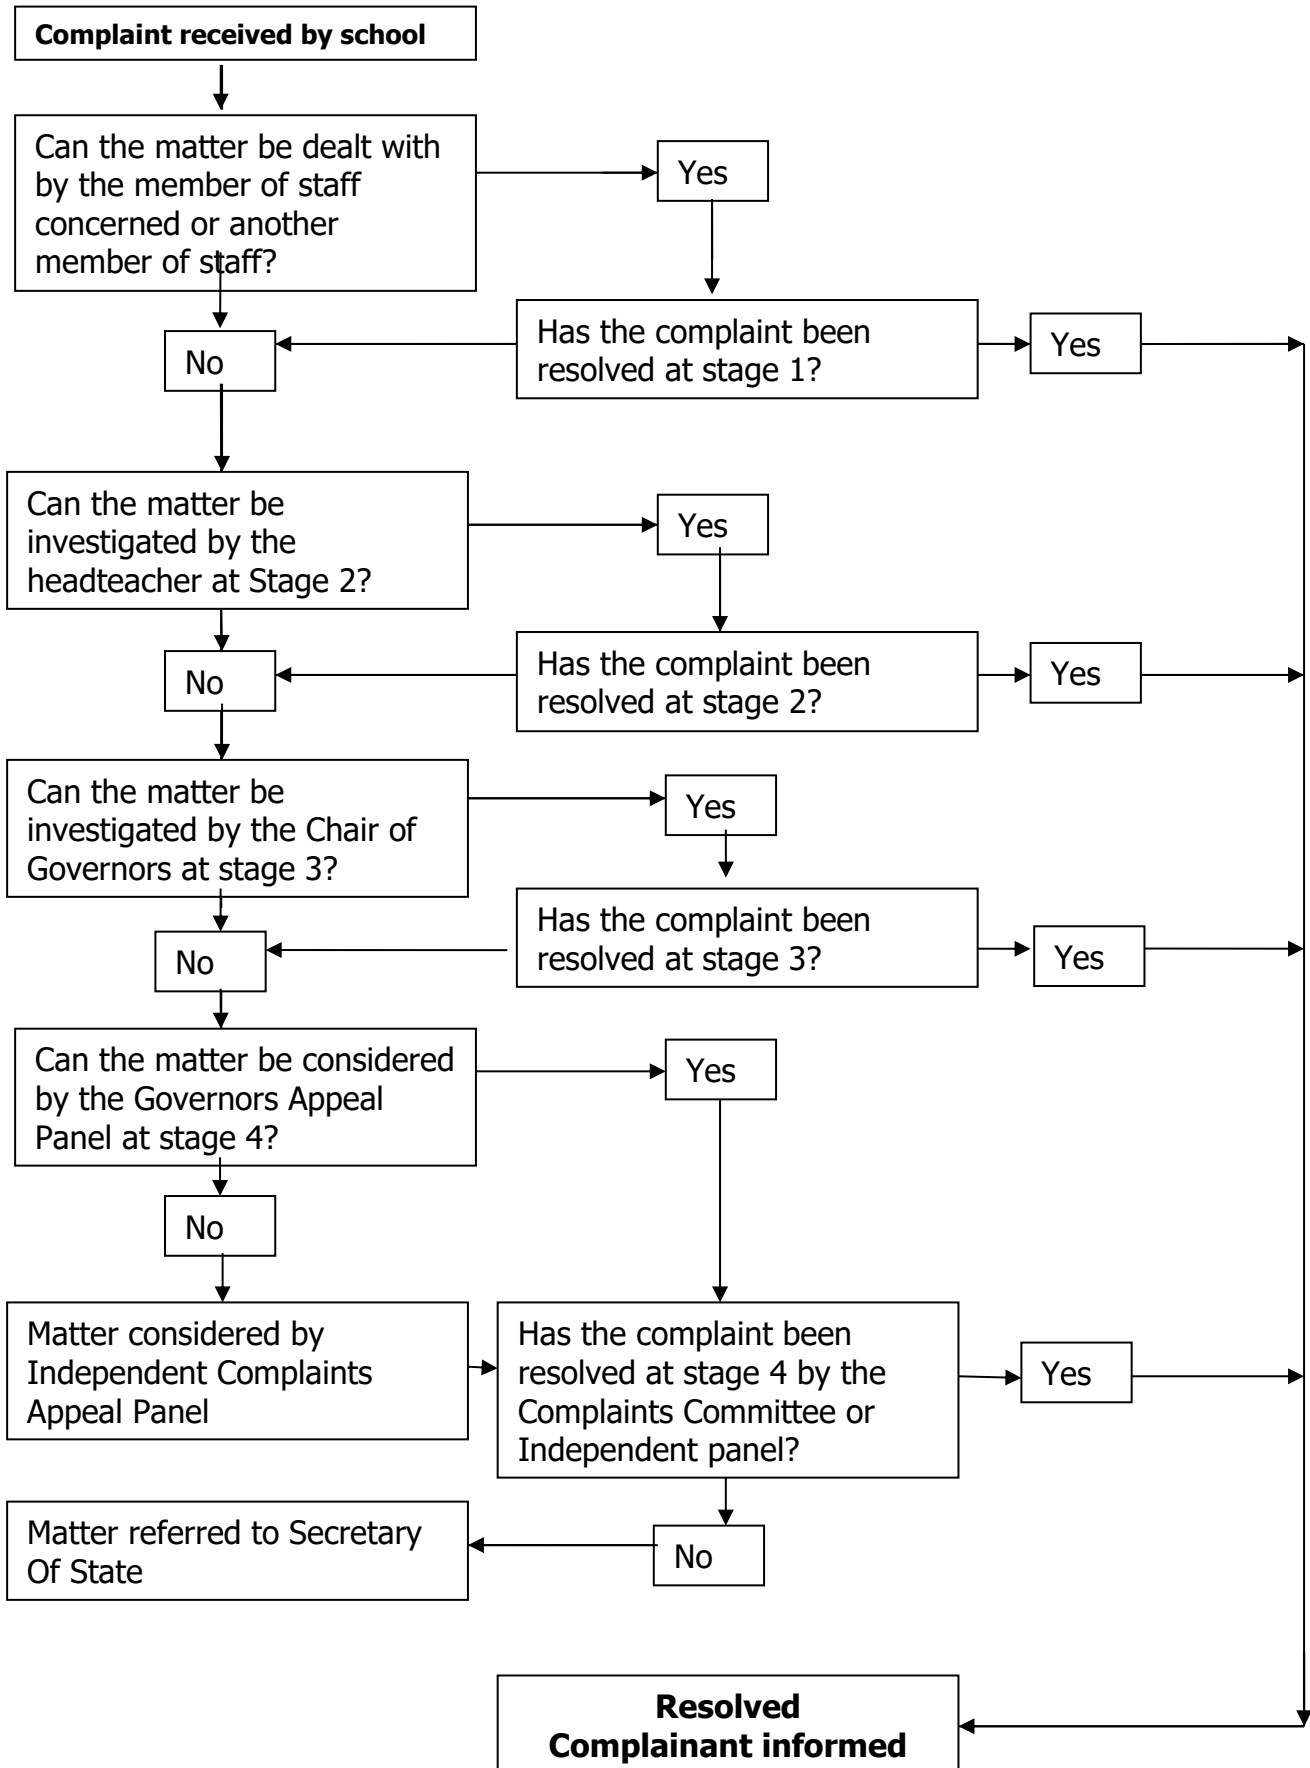 Complaint received by school
Can the matter be dealt with
by the member of staff
concerned or another
member of staff?
Yes
Has the complaint been
resolved at stage 1?
Yes
No
Can the matter be
investigated by the
headteacher at Stage 2?
Yes
Has the complaint been
resolved at stage 2?
Yes
No
Can the matter be
investigated by the Chair of
Governors at stage 3?
Yes
Has the complaint been
resolved at stage 3?
Yes
No
Can the matter be considered
by the Governors Appeal
Panel at stage 4?
Yes
No
Matter considered by
Independent Complaints
Appeal Panel
Has the complaint been
resolved at stage 4 by the
Complaints Committee or
Independent panel?
Yes
No
Matter referred to Secretary
Of State
Resolved
Complainant informed